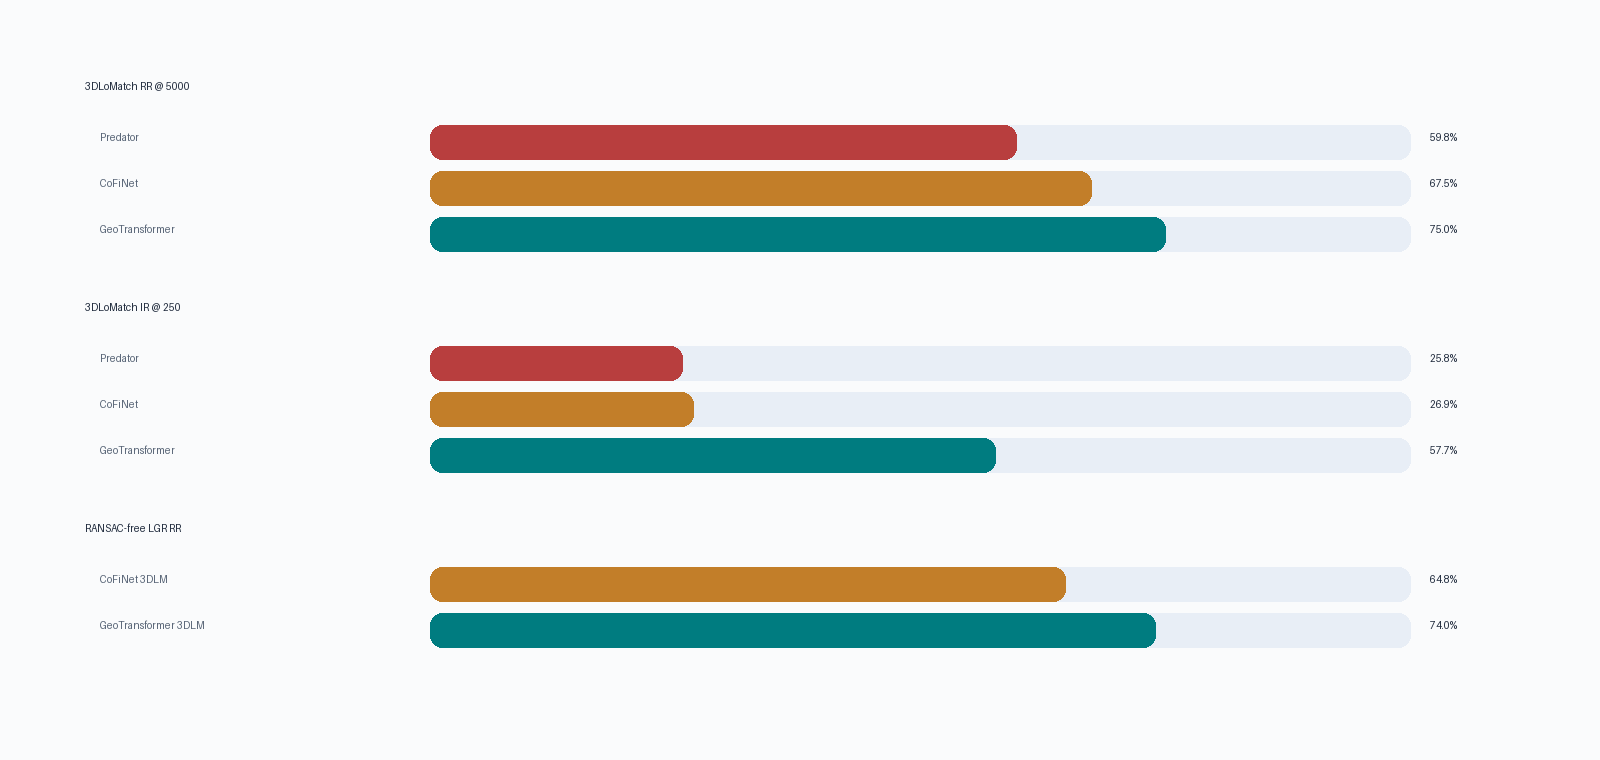 3DLoMatch RR @ 5000
Predator 59.8%
CoFiNet 67.5%
GeoTransformer 75.0%
3DLoMatch IR @ 250
Predator 25.8%
CoFiNet 26.9%
GeoTransformer 57.7%
RANSAC-free LGR RR
CoFiNet 3DLM 64.8%
GeoTransformer 3DLM 74.0%